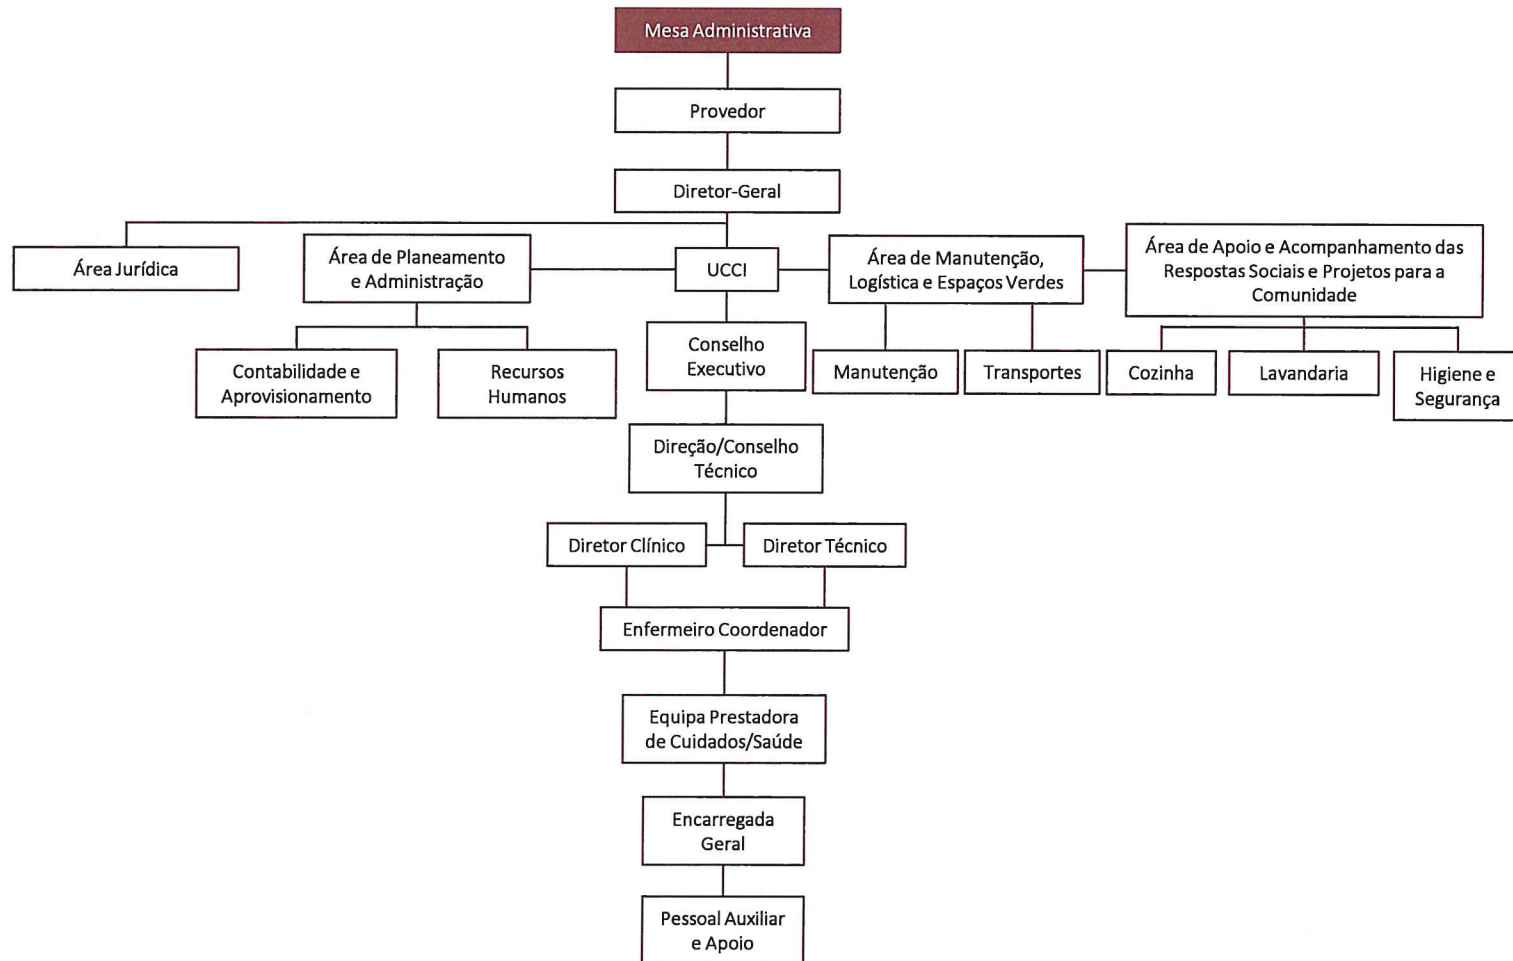 Mesa Administrativa
Provedor
Diretor-Geral
Área Jurídica
Área de Planeamento
e Administração
UCCI
Área de Manutenção,
Logística e Espaços Verdes
Área de Apoio e Acompanhamento das
Respostas Sociais e Projetos para a
Comunidade
Contabilidade e
Aprovisionamento
Recursos
Humanos
Conselho
Executivo
Manutenção
Transportes
Cozinha
Lavandaria
Higiene e
Segurança
Direção/Conselho
Técnico
Diretor Clínico
Diretor Técnico
Enfermeiro Coordenador
Equipa Prestadora
de Cuidados/Saúde
Encarregada
Geral
Pessoal Auxiliar
e Apoio